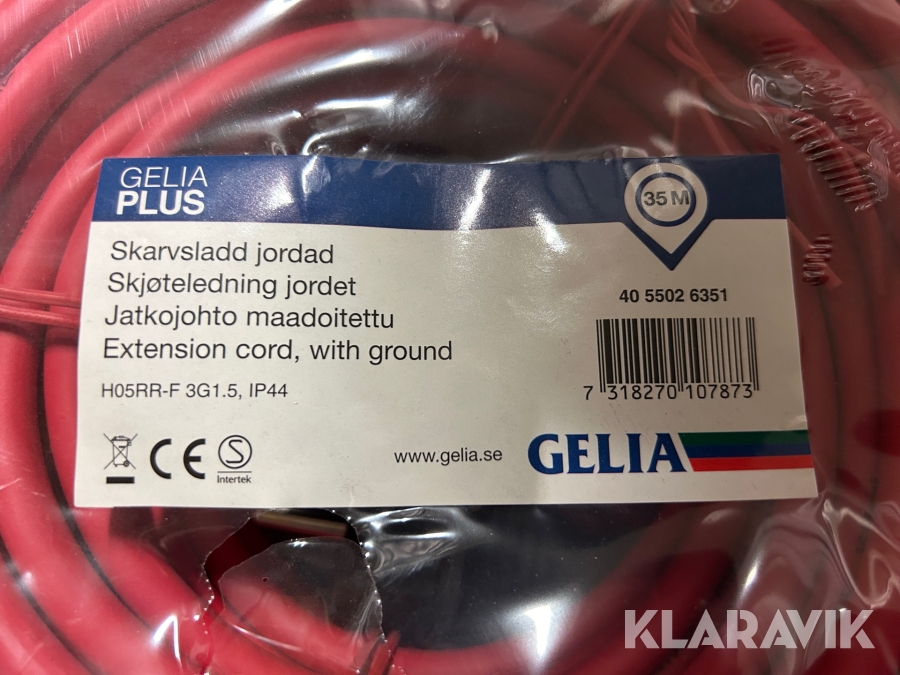 GELIA
PLUS
35 M
Skarvsladd jordad
Skjøteledning jordet
Jatkojohto maadoitettu
Extension cord, with ground
H05RR-F 3G1.5, IP44
40 5502 6351
7 318270 107873
CE
S
Intertek
www.gelia.se
GELIA
KLARAVIK